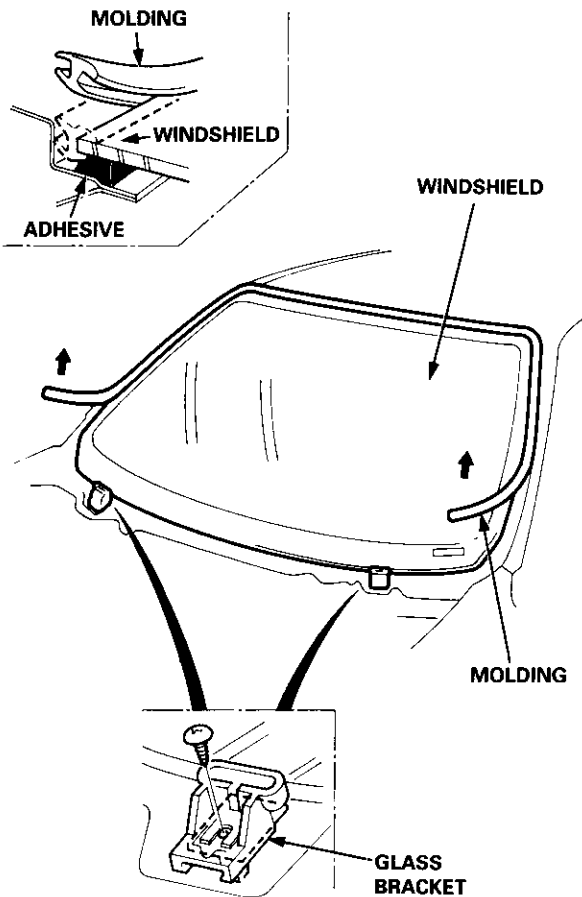 MOLDING
WINDSHIELD
ADHESIVE
WINDSHIELD
MOLDING
GLASS
BRACKET